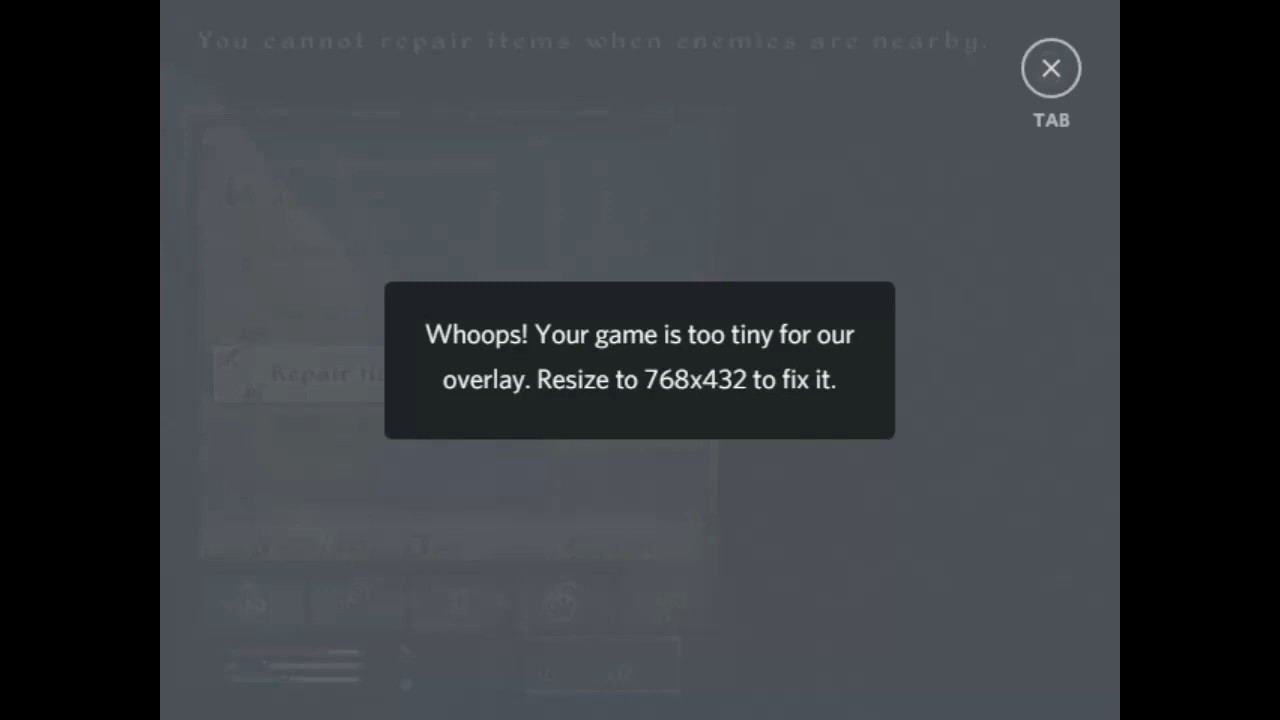 You cannot repair items when enemies are nearby.
TAB
Whoops! Your game is too tiny for our
overlay. Resize to 768x432 to fix it.
Repair